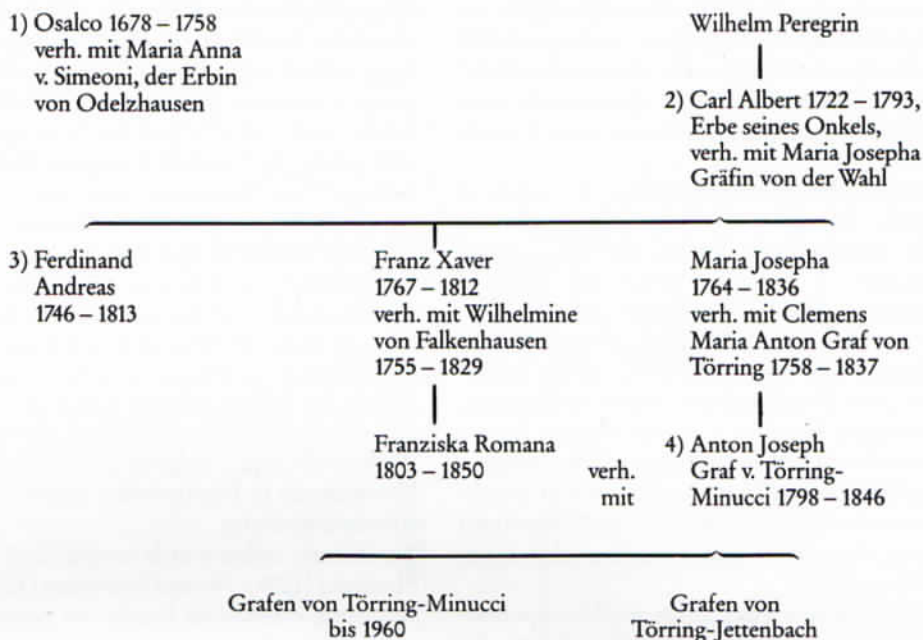 1) Osalco 1678 – 1758
verh. mit Maria Anna
v. Simeoni, der Erbin
von Odelzhausen
Wilhelm Peregrin
2) Carl Albert 1722 – 1793,
Erbe seines Onkels,
verh. mit Maria Josepha
Gräfin von der Wahl
3) Ferdinand
Andreas
1746 – 1813
Franz Xaver
1767 – 1812
verh. mit Wilhelmine
von Falkenhausen
1755 – 1829
Maria Josepha
1764 – 1836
verh. mit Clemens
Maria Anton Graf von
Törring 1758 – 1837
Franziska Romana
1803 – 1850
verh.
mit
4) Anton Joseph
Graf v. Törring-
Minucci 1798 – 1846
Grafen von Törring-Minucci
bis 1960
Grafen von
Törring-Jettenbach